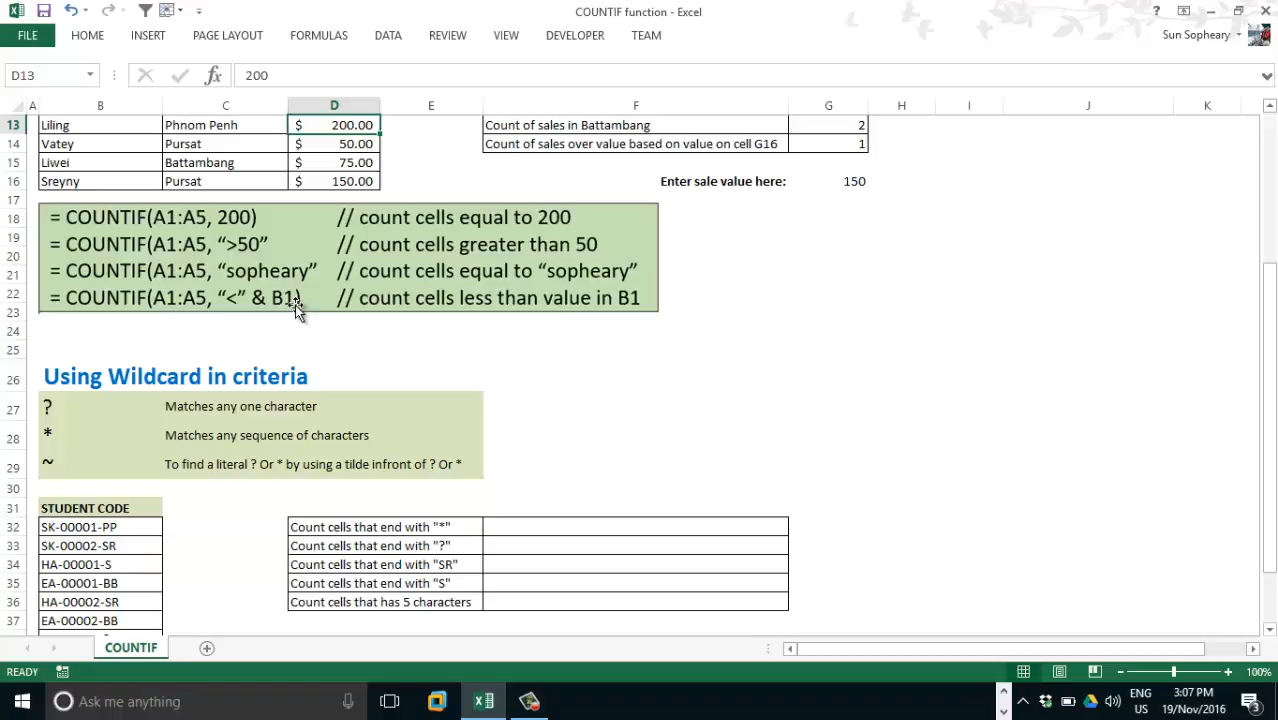 COUNTIF function - Excel
FILE HOME INSERT PAGE LAYOUT FORMULAS DATA REVIEW VIEW DEVELOPER TEAM
Sun Sopheary
D13 fx 200
A B C D E F G H I J K
13 Liling Phnom Penh $ 200.00 Count of sales in Battambang 2
14 Vatey Pursat $ 50.00 Count of sales over value based on value on cell G16 1
15 Liwei Battambang $ 75.00
16 Sreyny Pursat $ 150.00 Enter sale value here: 150
17
18 = COUNTIF(A1:A5, 200) // count cells equal to 200
19 = COUNTIF(A1:A5, “>50” // count cells greater than 50
20
21 = COUNTIF(A1:A5, “sopheary” // count cells equal to “sopheary”
22 = COUNTIF(A1:A5, “<” & B1) // count cells less than value in B1
23
24
25
26 Using Wildcard in criteria
27 ? Matches any one character
28 * Matches any sequence of characters
29 ~ To find a literal ? Or * by using a tilde infront of ? Or *
30
31 STUDENT CODE
32 SK-00001-PP Count cells that end with "*"
33 SK-00002-SR Count cells that end with "?"
34 HA-00001-S Count cells that end with "SR"
35 EA-00001-BB Count cells that end with "S"
36 HA-00002-SR Count cells that has 5 characters
37 EA-00002-BB
COUNTIF
READY 100%
Ask me anything
ENG
US
3:07 PM
19/Nov/2016
3